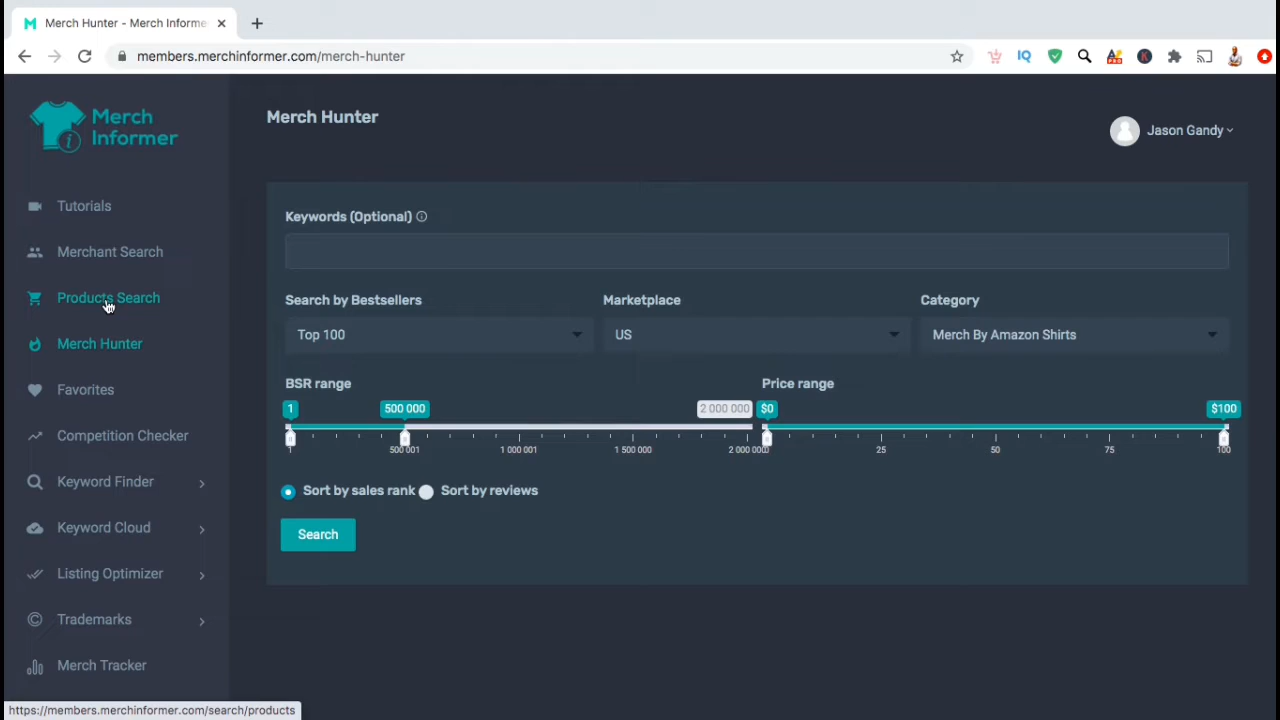 Merch Hunter - Merch Informe
members.merchinformer.com/merch-hunter
Merch
Informer
Tutorials
Merchant Search
Products Search
Merch Hunter
Favorites
Competition Checker
Keyword Finder
Keyword Cloud
Listing Optimizer
Trademarks
Merch Tracker
https://members.merchinformer.com/search/products
Merch Hunter
Jason Gandy
Keywords (Optional)
Search by Bestsellers Marketplace Category
Top 100 US Merch By Amazon Shirts
BSR range Price range
1 500 000 2 000 000 $0 $100
1 500 001 1 000 001 1 500 000 2 000 000 25 50 75 100
Sort by sales rank Sort by reviews
Search